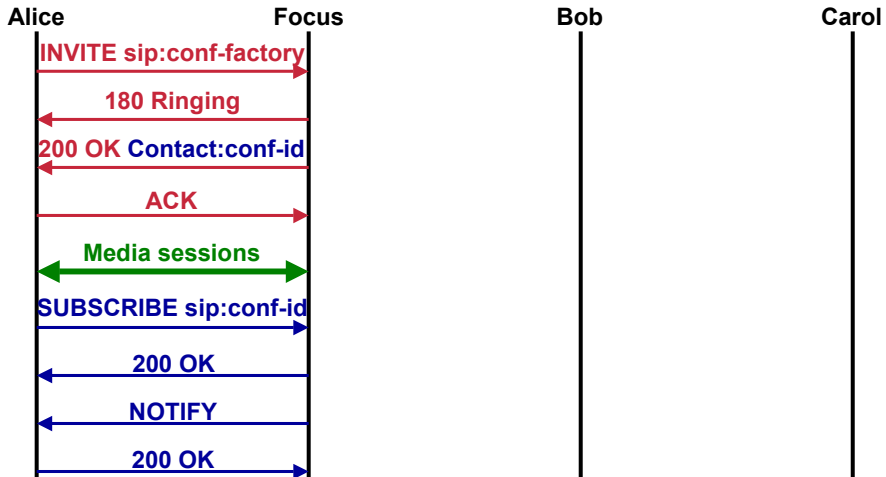 Alice Focus Bob Carol
INVITE sip:conf-factory
180 Ringing
200 OK Contact:conf-id
ACK
Media sessions
SUBSCRIBE sip:conf-id
200 OK
NOTIFY
200 OK